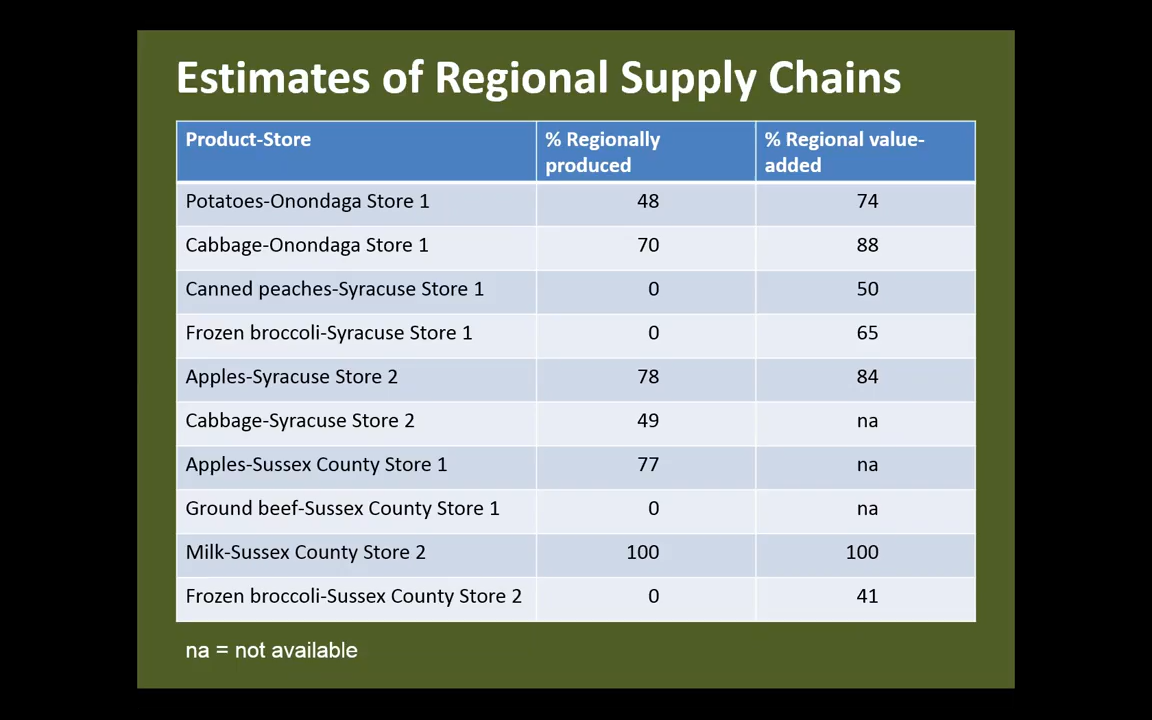 Estimates of Regional Supply Chains
Product-Store % Regionally produced % Regional value-added
Potatoes-Onondaga Store 1 48 74
Cabbage-Onondaga Store 1 70 88
Canned peaches-Syracuse Store 1 0 50
Frozen broccoli-Syracuse Store 1 0 65
Apples-Syracuse Store 2 78 84
Cabbage-Syracuse Store 2 49 na
Apples-Sussex County Store 1 77 na
Ground beef-Sussex County Store 1 0 na
Milk-Sussex County Store 2 100 100
Frozen broccoli-Sussex County Store 2 0 41
na = not available